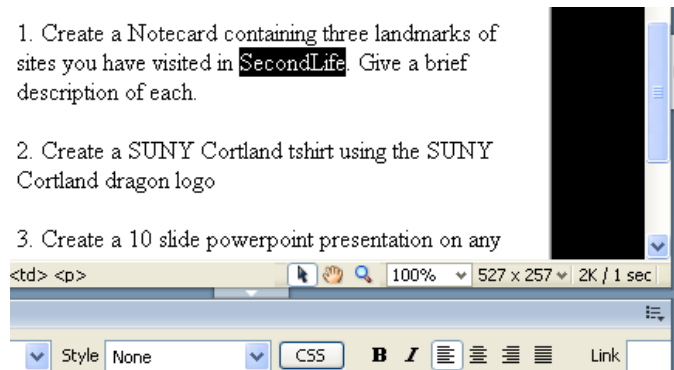 1. Create a Notecard containing three landmarks of
sites you have visited in SecondLife. Give a brief
description of each.
2. Create a SUNY Cortland tshirt using the SUNY
Cortland dragon logo
3. Create a 10 slide powerpoint presentation on any
<td> <p> 100% 527 x 257 2K / 1 sec
Style None CSS B I Link